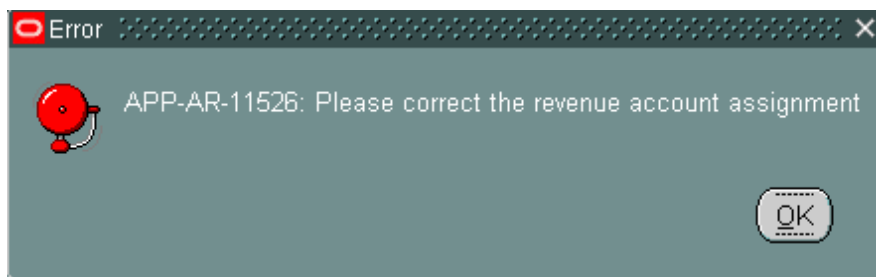 Error
APP-AR-11526: Please correct the revenue account assignment
OK